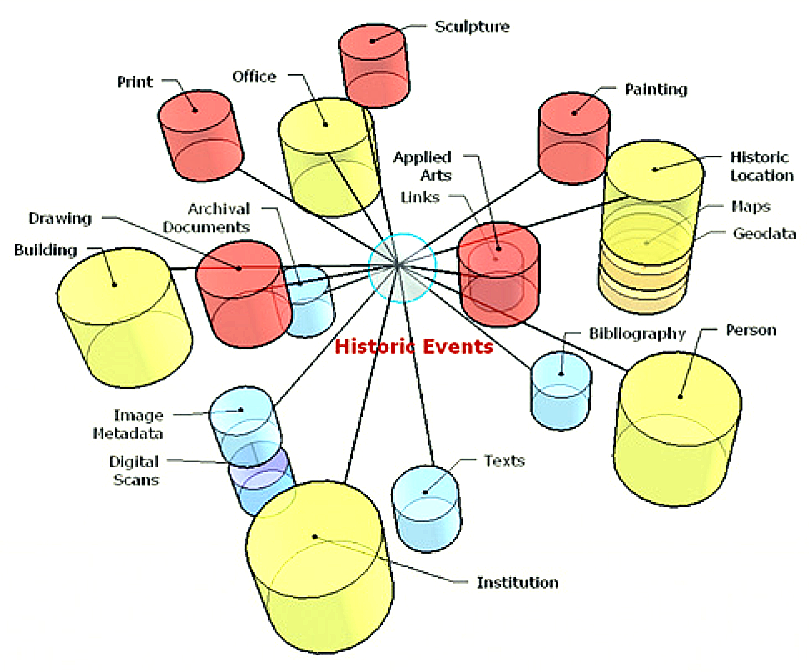 Sculpture
Print
Office
Painting
Applied
Arts
Historic
Location
Links
Maps
Drawing
Archival
Documents
Geodata
Building
Bibliography
Person
Historic Events
Image
Metadata
Digital
Scans
Texts
Institution